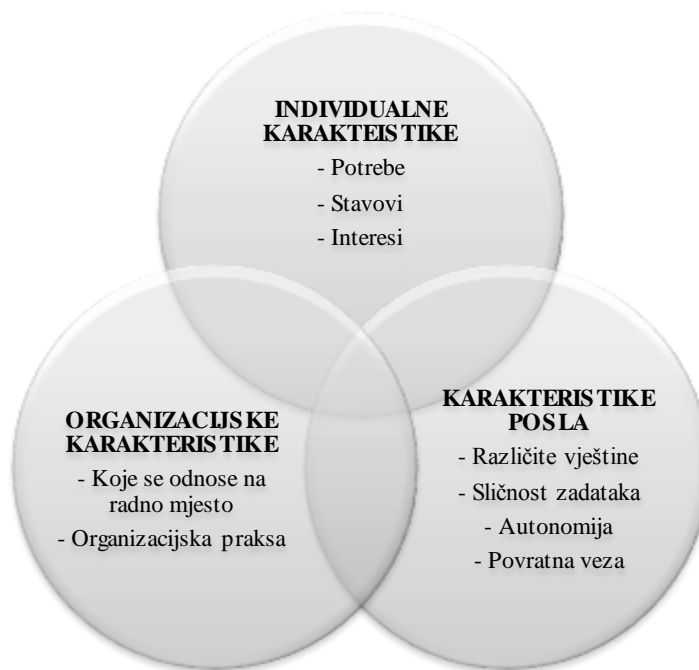 INDIVIDUALNE
KARAKTEISTIKE
- Potrebe
- Stavovi
- Interesi
ORGANIZACIJSKE
KARAKTERISTIKE
- Koje se odnose na
radno mjesto
- Organizacijska praksa
KARAKTERISTIKE
POSLA
- Različite vještine
- Sličnost zadataka
- Autonomija
- Povratna veza